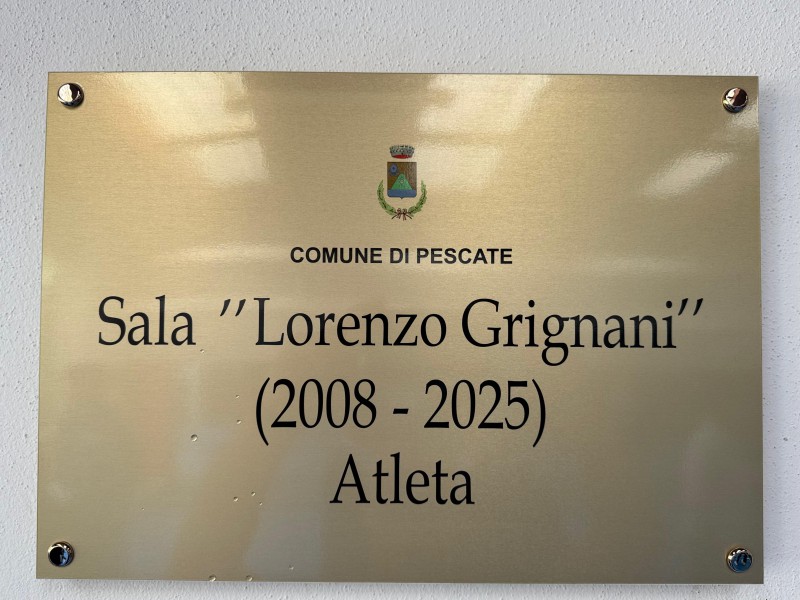 COMUNE DI PESCATE
Sala "Lorenzo Grignani"
(2008 - 2025)
Atleta